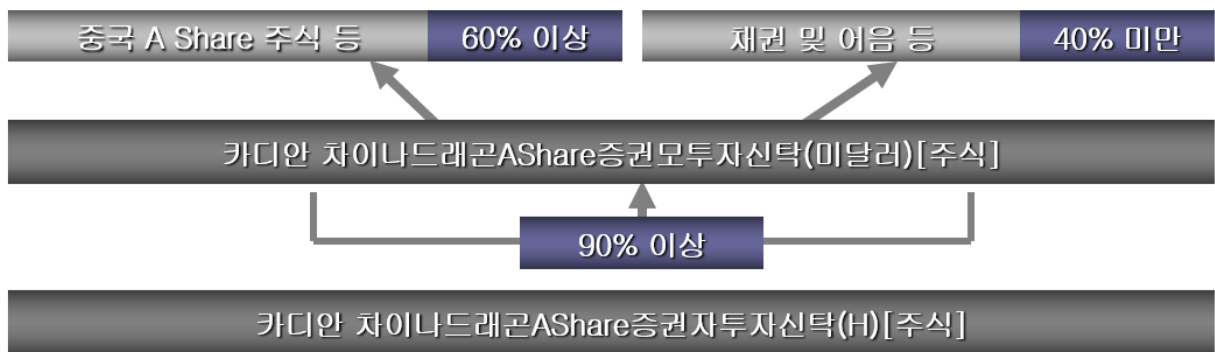 중국 A Share 주식 등 60% 이상 채권 및 어음 등 40% 미만
카디안 차이나드래곤AShare증권모투자신탁(미달러)[주식]
90% 이상
카디안 차이나드래곤AShare증권자투자신탁(H)[주식]